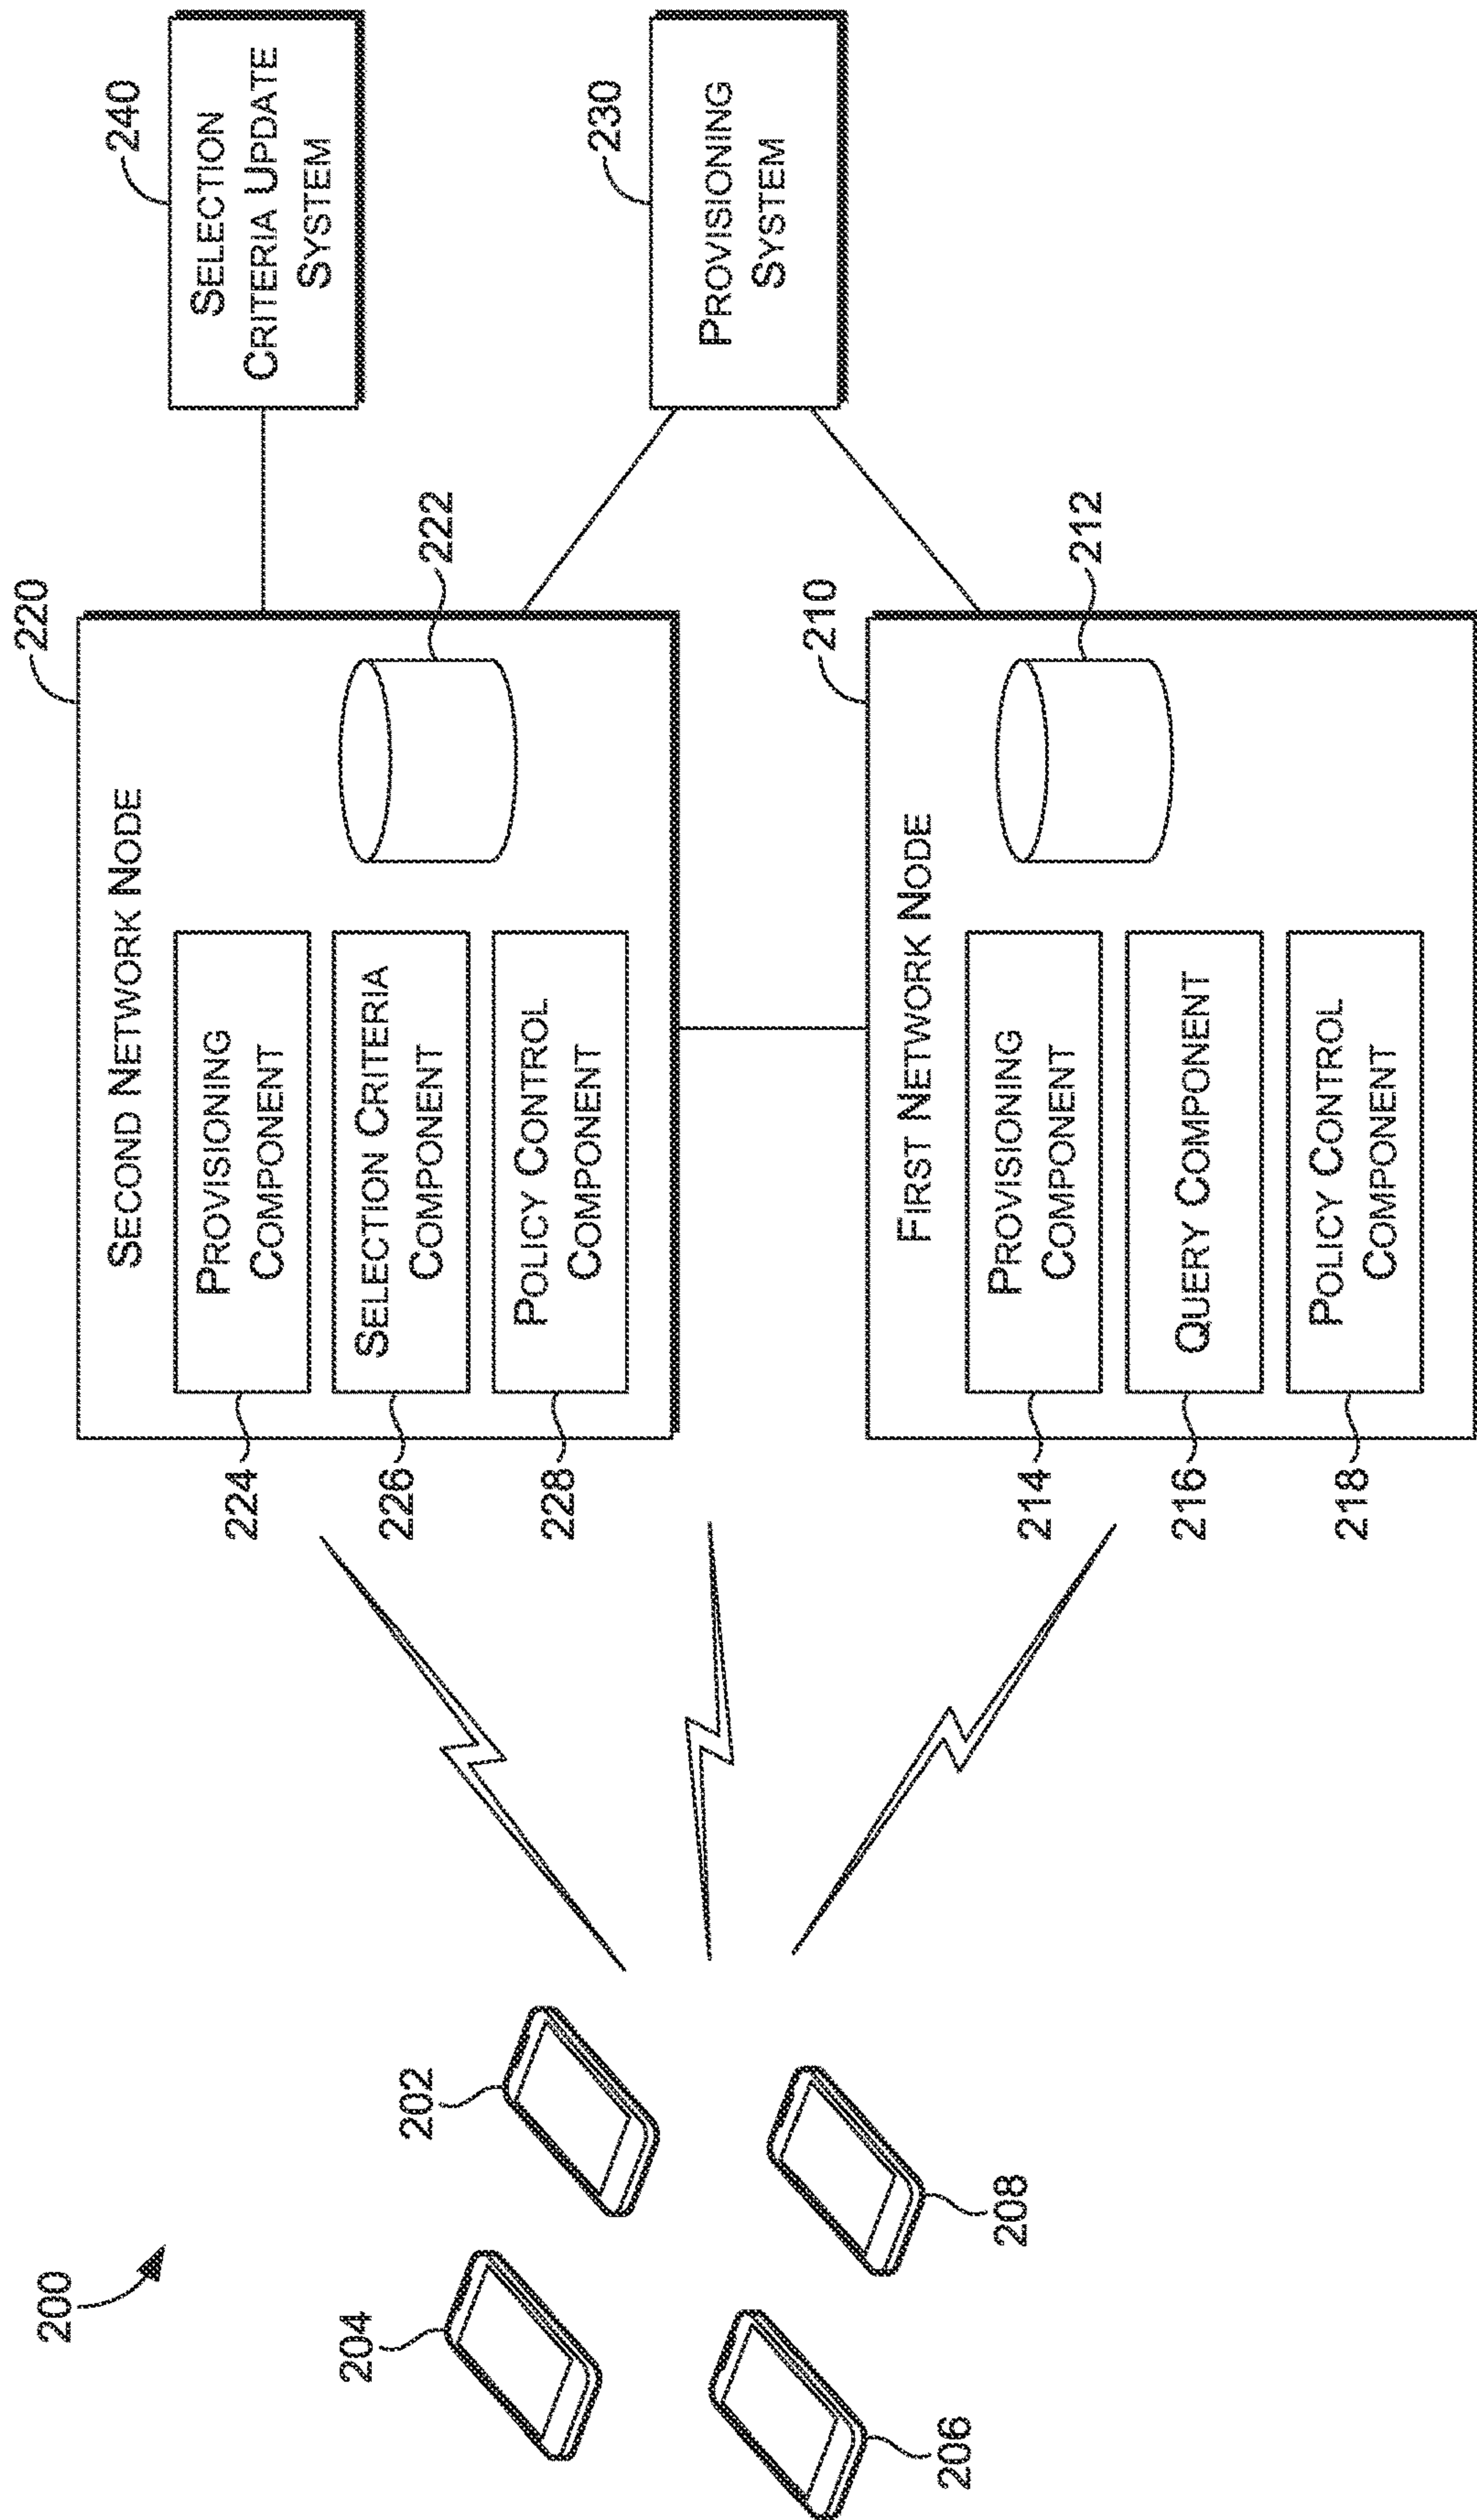 200
204
202
206
208
220
SECOND NETWORK NODE
224
PROVISIONING
COMPONENT
226
SELECTION CRITERIA
COMPONENT
228
POLICY CONTROL
COMPONENT
222
210
FIRST NETWORK NODE
214
PROVISIONING
COMPONENT
216
QUERY COMPONENT
218
POLICY CONTROL
COMPONENT
212
240
SELECTION
CRITERIA UPDATE
SYSTEM
230
PROVISIONING
SYSTEM